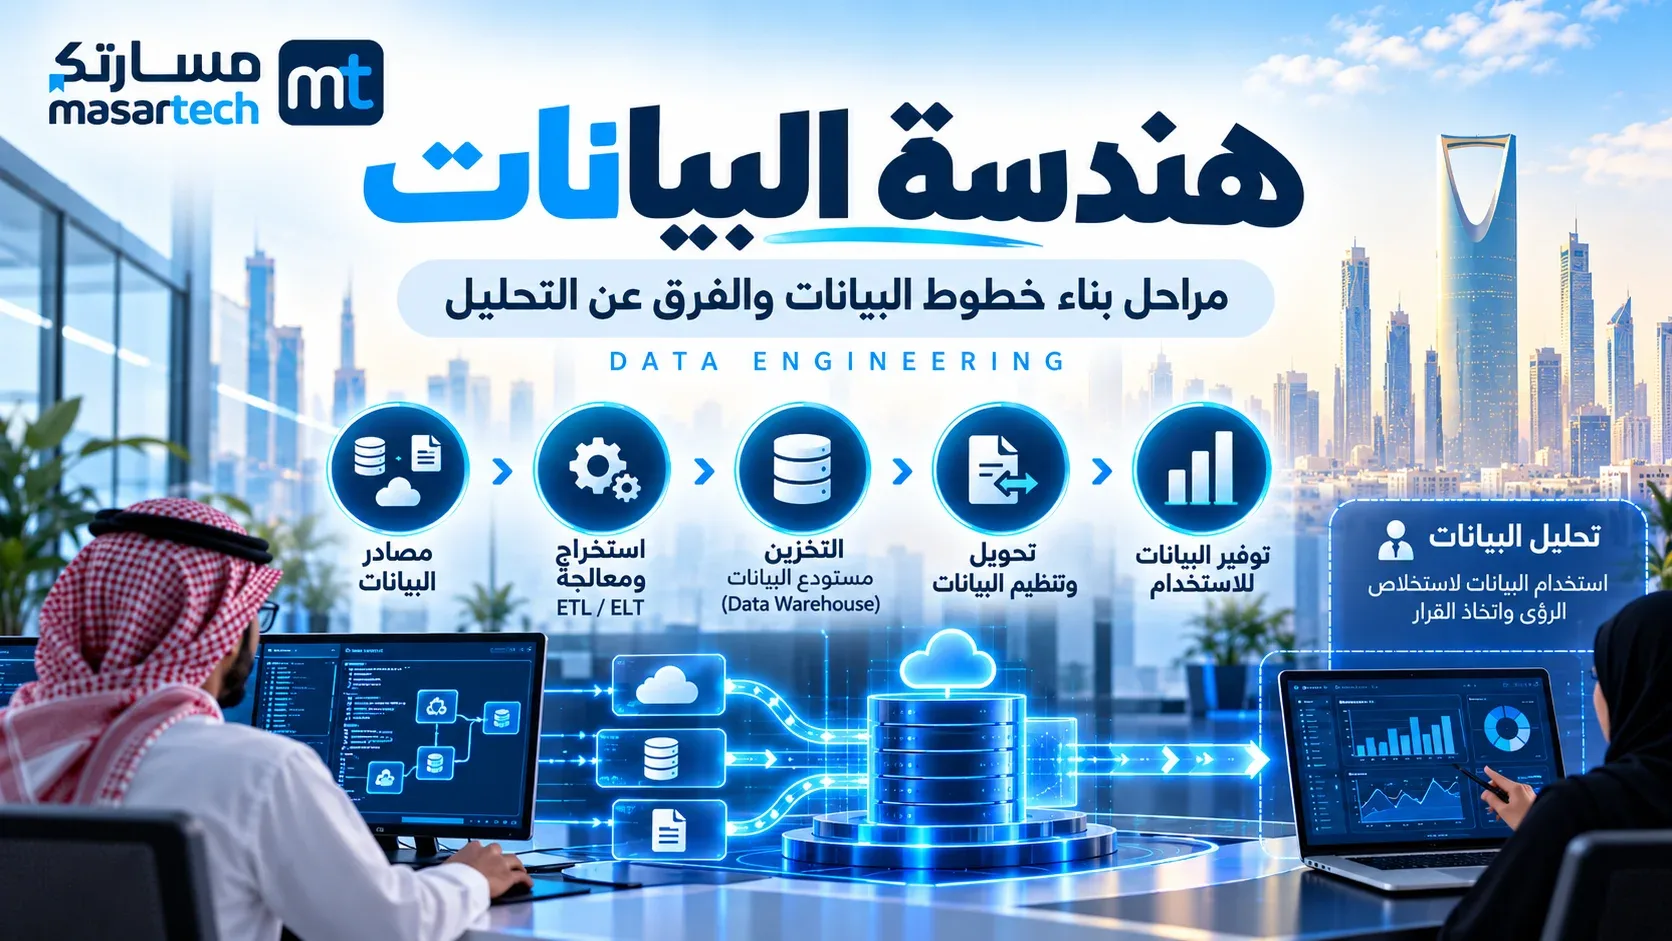 مسارتك
masartech
mt
هندسة البيانات
مراحل بناء خطوط البيانات والفرق عن التحليل
DATA ENGINEERING
مصادر
البيانات
استخراج
ومعالجة
ETL / ELT
التخزين
مستودع البيانات
(Data Warehouse)
تحويل
وتنظيم البيانات
توفير البيانات
للاستخدام
تحليل البيانات
استخدام البيانات لاستخلاص
الرؤى واتخاذ القرار